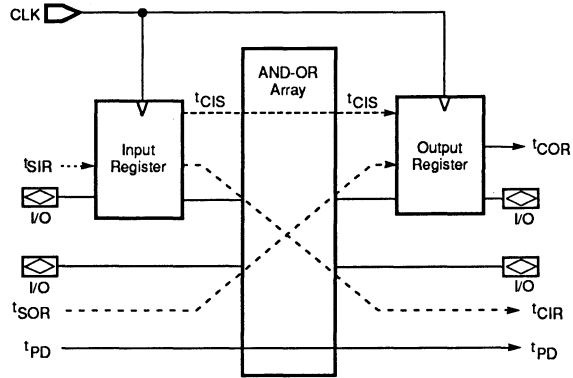 CLK
AND-OR
Array
tCIS
tCIS
Input
Register
Output
Register
tSIR
tCOR
I/O
I/O
I/O
I/O
tSOR
tCIR
tPD
tPD